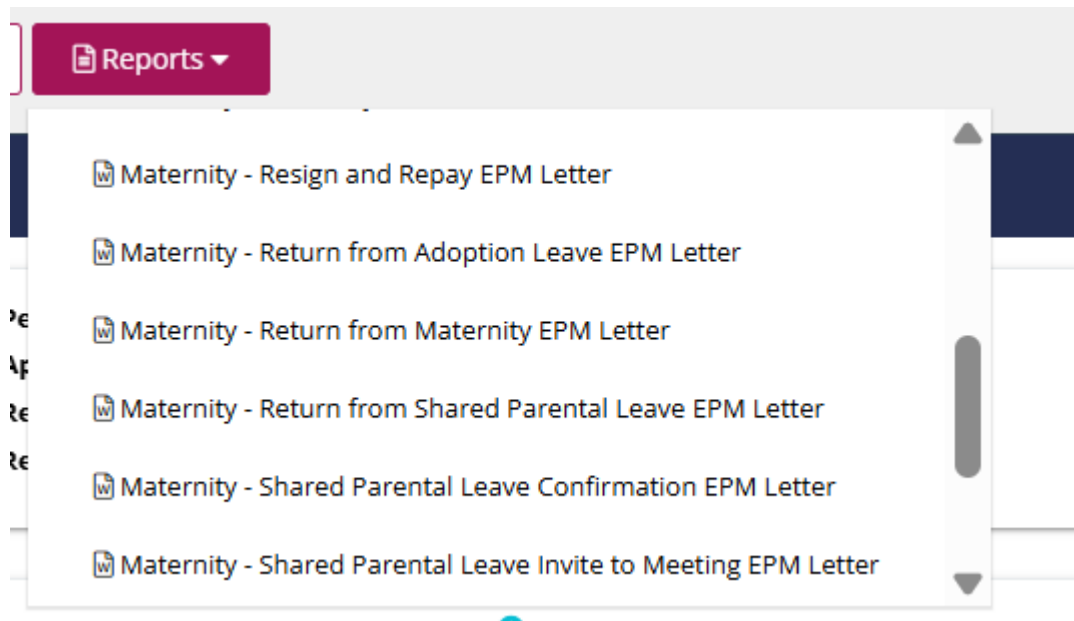 Reports
Maternity - Resign and Repay EPM Letter
Maternity - Return from Adoption Leave EPM Letter
Maternity - Return from Maternity EPM Letter
Maternity - Return from Shared Parental Leave EPM Letter
Maternity - Shared Parental Leave Confirmation EPM Letter
Maternity - Shared Parental Leave Invite to Meeting EPM Letter